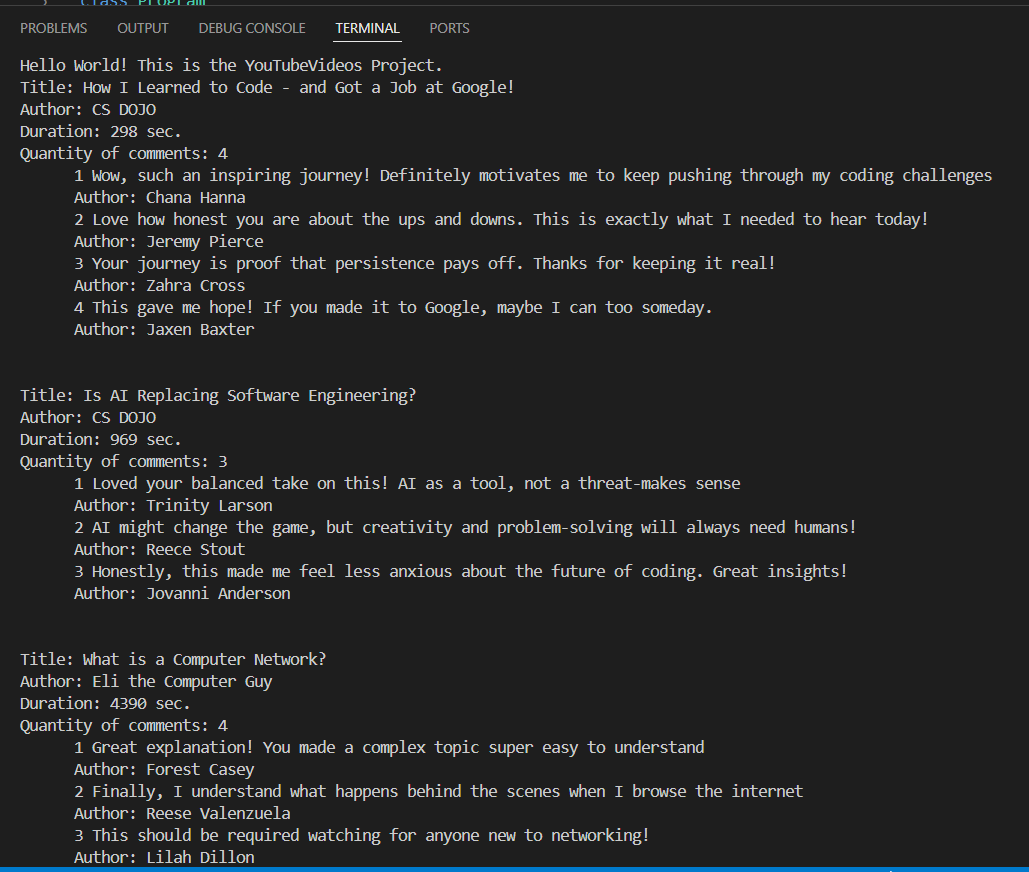 class Program
PROBLEMS OUTPUT DEBUG CONSOLE TERMINAL PORTS
Hello World! This is the YouTubeVideos Project.
Title: How I Learned to Code - and Got a Job at Google!
Author: CS DOJO
Duration: 298 sec.
Quantity of comments: 4
1 Wow, such an inspiring journey! Definitely motivates me to keep pushing through my coding challenges
Author: Chana Hanna
2 Love how honest you are about the ups and downs. This is exactly what I needed to hear today!
Author: Jeremy Pierce
3 Your journey is proof that persistence pays off. Thanks for keeping it real!
Author: Zahra Cross
4 This gave me hope! If you made it to Google, maybe I can too someday.
Author: Jaxen Baxter
Title: Is AI Replacing Software Engineering?
Author: CS DOJO
Duration: 969 sec.
Quantity of comments: 3
1 Loved your balanced take on this! AI as a tool, not a threat-makes sense
Author: Trinity Larson
2 AI might change the game, but creativity and problem-solving will always need humans!
Author: Reece Stout
3 Honestly, this made me feel less anxious about the future of coding. Great insights!
Author: Jovanni Anderson
Title: What is a Computer Network?
Author: Eli the Computer Guy
Duration: 4390 sec.
Quantity of comments: 4
1 Great explanation! You made a complex topic super easy to understand
Author: Forest Casey
2 Finally, I understand what happens behind the scenes when I browse the internet
Author: Reese Valenzuela
3 This should be required watching for anyone new to networking!
Author: Lilah Dillon